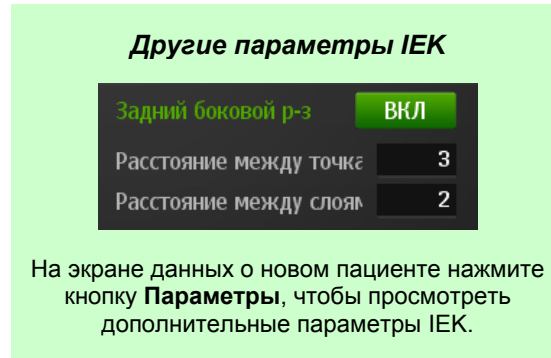 Другие параметры IEK
Задний боковой р-з ВКЛ
Расстояние между точка 3
Расстояние между слоям 2
На экране данных о новом пациенте нажмите
кнопку Параметры, чтобы просмотреть
дополнительные параметры IEK.